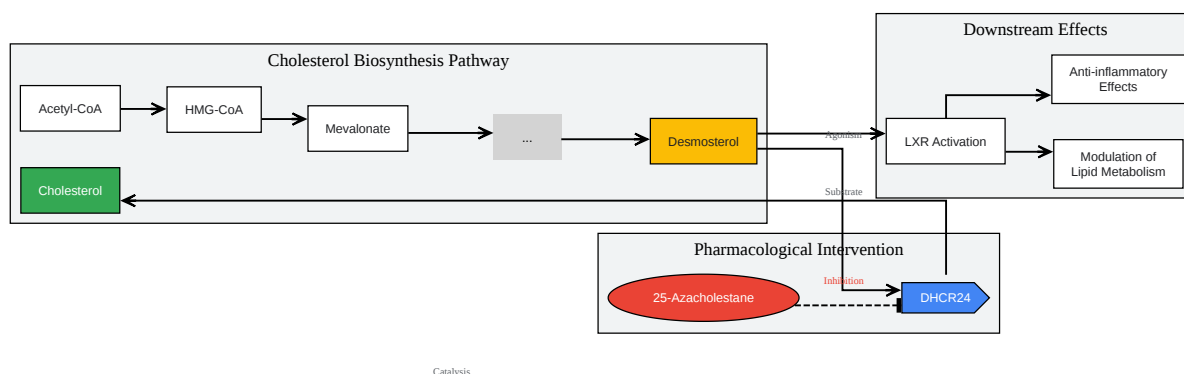 Downstream Effects
Cholesterol Biosynthesis Pathway
Anti-inflammatory
Effects
Acetyl-CoA
HMG-CoA
Mevalonate
...
Desmosterol
Agonism
LXR Activation
Modulation of
Lipid Metabolism
Cholesterol
Substrate
Pharmacological Intervention
Inhibition
25-Azacholestane
DHCR24
Catalysis